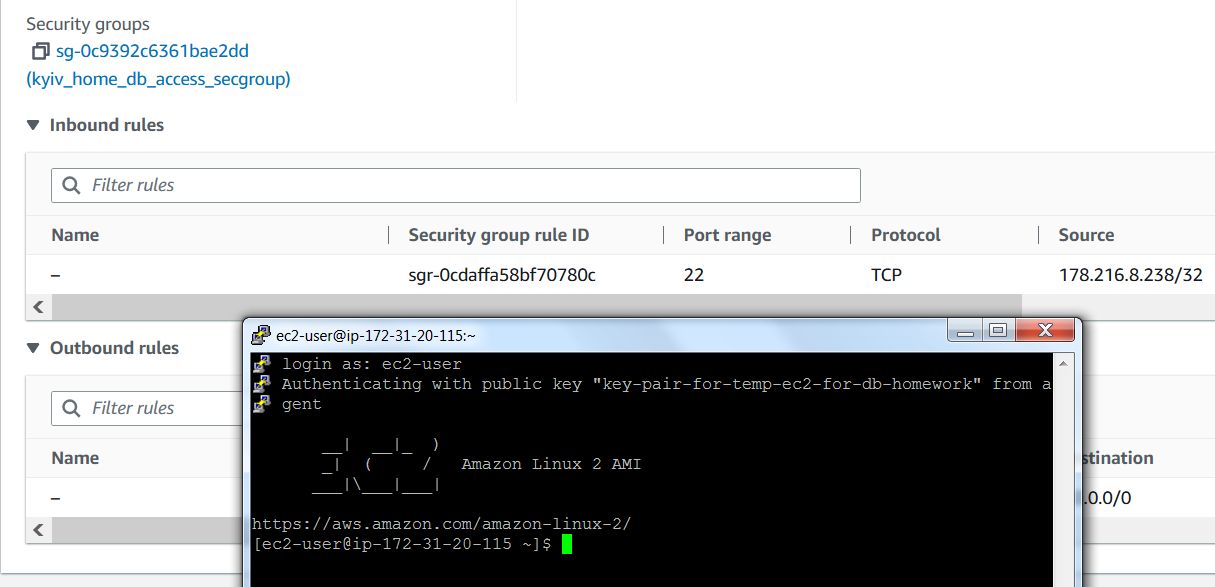 Security groups
sg-0c9392c6361bae2dd
(kyiv_home_db_access_secgroup)
Inbound rules
Filter rules
Name Security group rule ID Port range Protocol Source
– sgr-0cdaffa58bf70780c 22 TCP 178.216.8.238/32
ec2-user@ip-172-31-20-115:~
Outbound rules
login as: ec2-user
Authenticating with public key "key-pair-for-temp-ec2-for-db-homework" from a
gent
Filter rules
__|  __|_  )
_|  (     /   Amazon Linux 2 AMI
___|\___|___|
Name stination
– .0.0/0
https://aws.amazon.com/amazon-linux-2/
[ec2-user@ip-172-31-20-115 ~]$